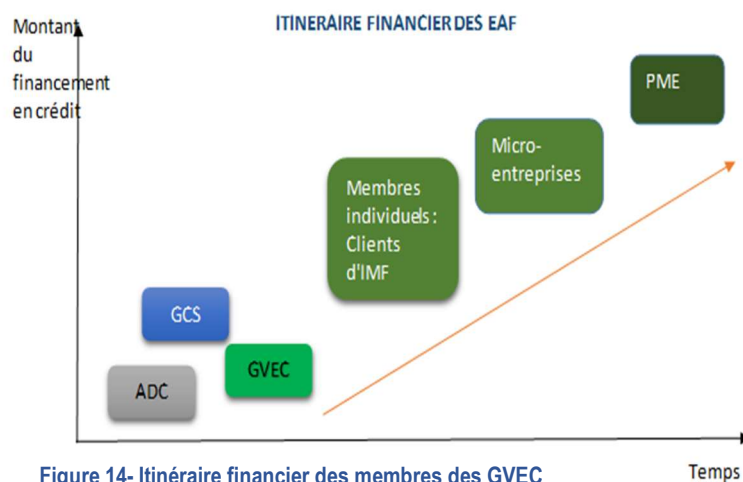 ITINERAIRE FINANCIER DES EAF
Montant
du
financement
en crédit
PME
Micro-
entreprises
Membres
individuels :
Clients
d'IMF
GCS
GVEC
ADC
Temps
Figure 14- Itinéraire financier des membres des GVEC